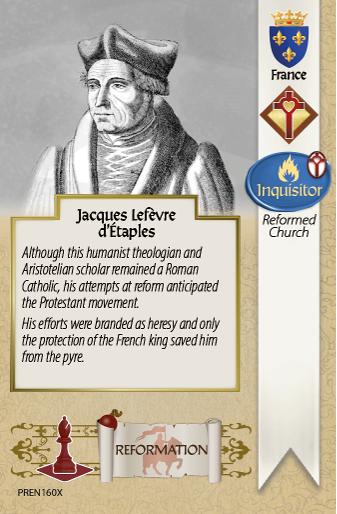 France
Inquisitor
Reformed
Church
Jacques Lefèvre
d'Étaples
Although this humanist theologian and
Aristotelian scholar remained a Roman
Catholic, his attempts at reform anticipated
the Protestant movement.
His efforts were branded as heresy and only
the protection of the French king saved him
from the pyre.
REFORMATION
PREN160X